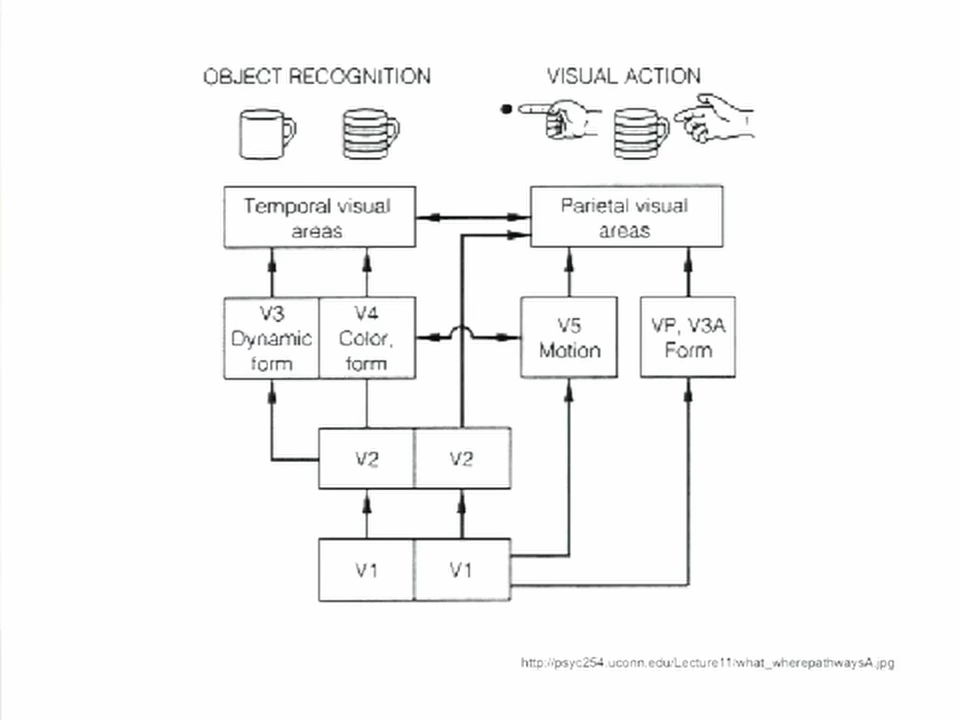 OBJECT RECOGNITION
VISUAL ACTION
Temporal visual
areas
Parietal visual
areas
V3
Dynamic
form
V4
Color,
form
V5
Motion
VP, V3A
Form
V2
V2
V1
V1
http://psyc254.uconn.edu/Lecture11/what_wherepathwaysA.jpg